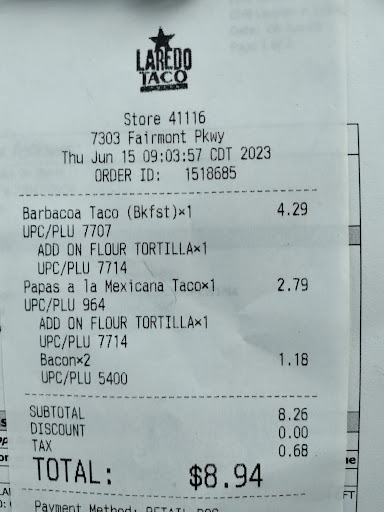 LAREDO
TACO
Store 41116
7303 Fairmont Pkwy
Thu Jun 15 09:03:57 CDT 2023
ORDER ID: 1518685
Barbacoa Taco (Bkfst)×1 4.29
UPC/PLU 7707
ADD ON FLOUR TORTILLA×1
UPC/PLU 7714
Papas a la Mexicana Taco×1 2.79
UPC/PLU 964
ADD ON FLOUR TORTILLA×1
UPC/PLU 7714
Bacon×2 1.18
UPC/PLU 5400
SUBTOTAL 8.26
DISCOUNT 0.00
TAX 0.68
TOTAL: $8.94
Payment Method: RETAIL POS